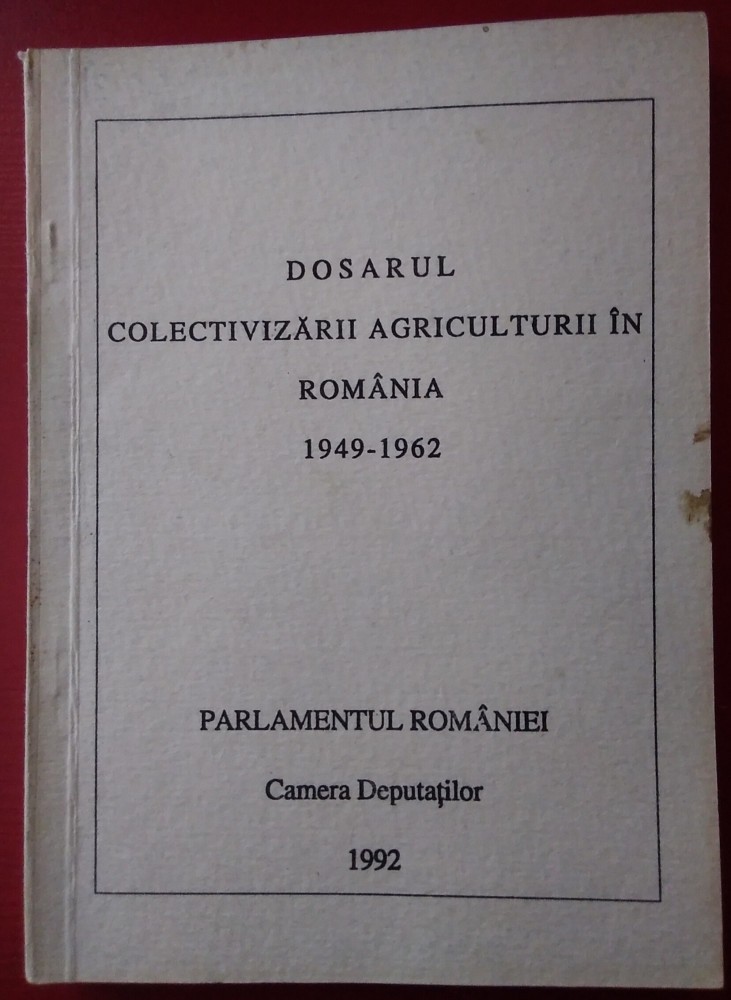 DOSARUL
COLECTIVIZĂRII AGRICULTURII ÎN
ROMÂNIA
1949-1962
PARLAMENTUL ROMÂNIEI
Camera Deputaţilor
1992